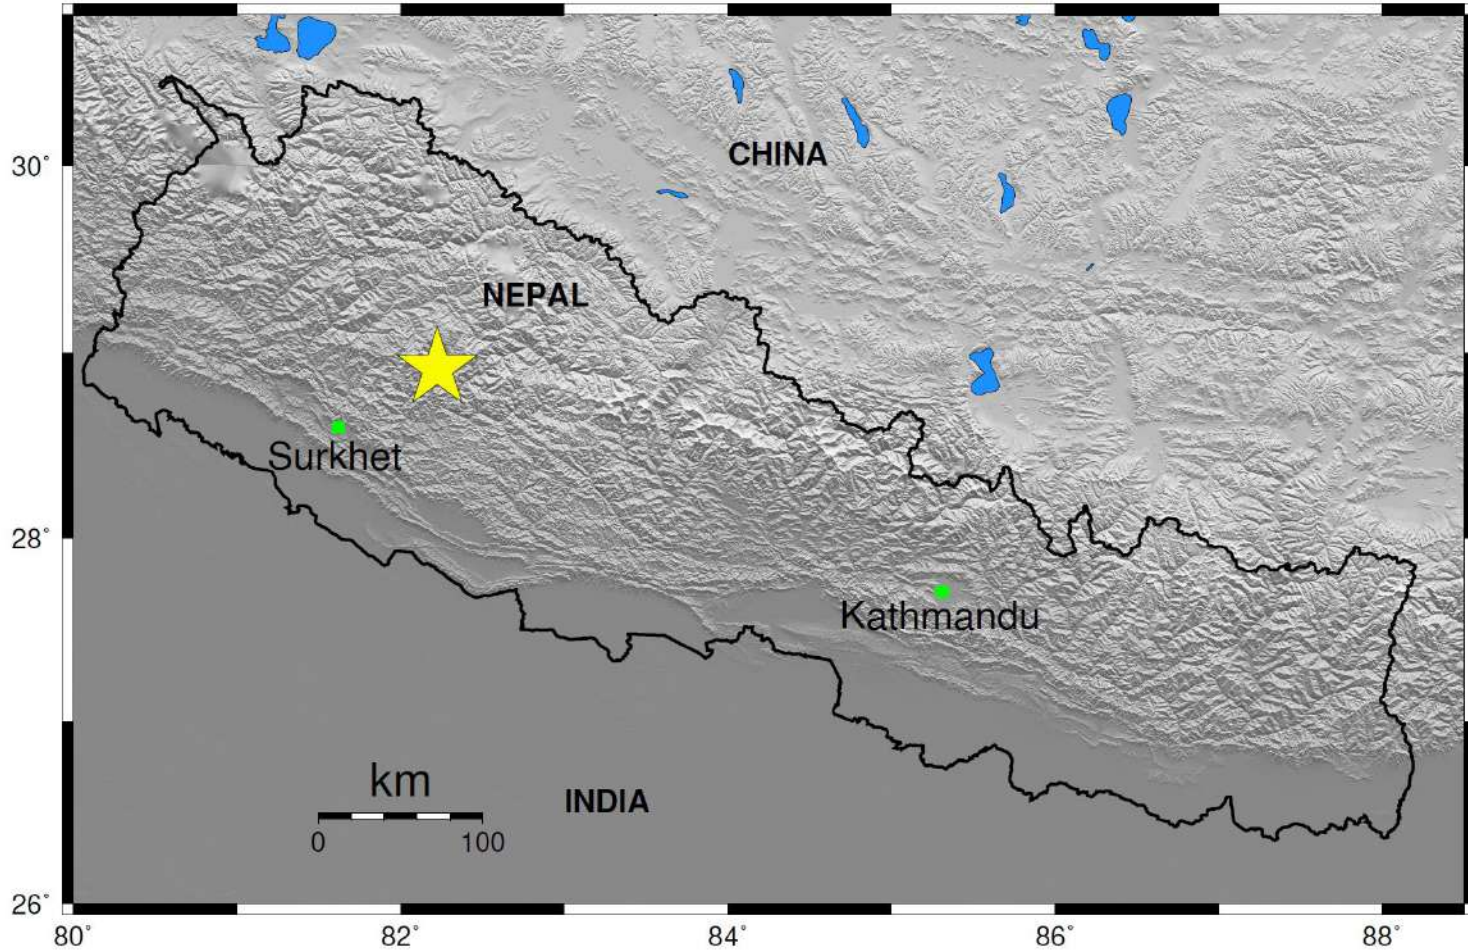 CHINA
30˚
NEPAL
Surkhet
28˚
Kathmandu
km
INDIA
0 100
26˚
80˚ 82˚ 84˚ 86˚ 88˚